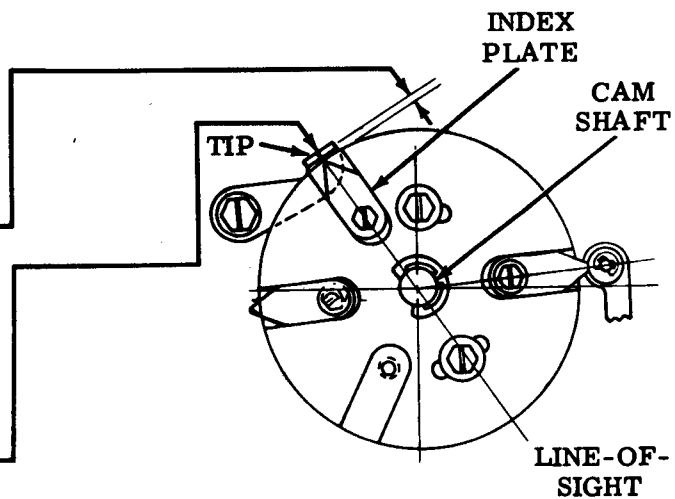 INDEX
PLATE
CAM
SHAFT
TIP
LINE-OF-
SIGHT